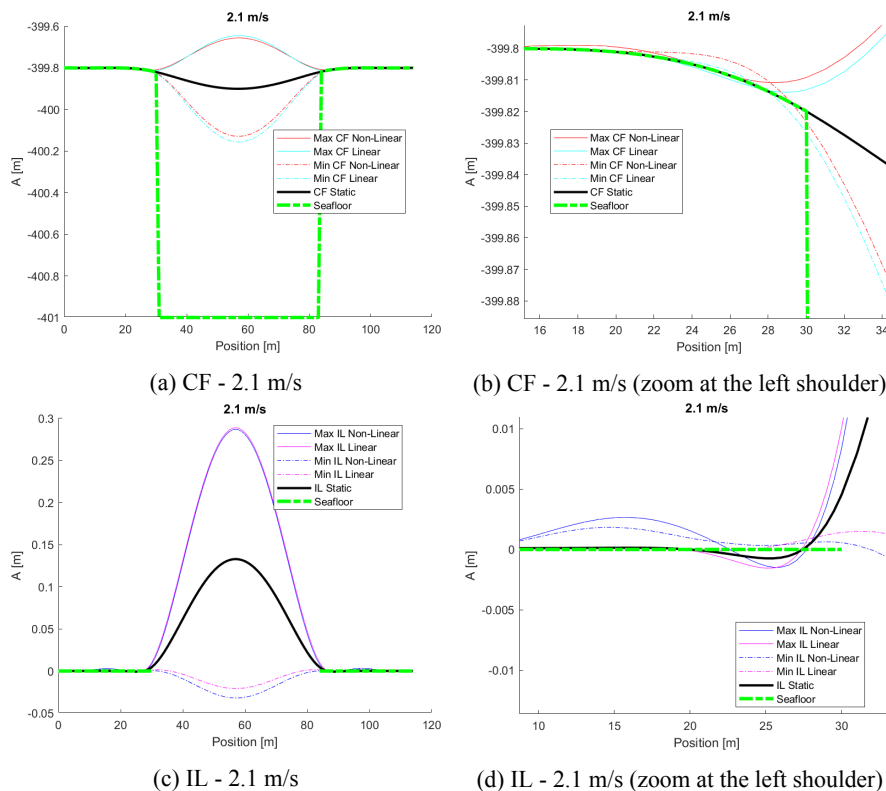 2.1 m/s
-399.6
-399.8
-400
-400.2
-400.4
-400.6
-400.8
-401
A [m]
0 20 40 60 80 100 120
Position [m]
Max CF Non-Linear
Max CF Linear
Min CF Non-Linear
Min CF Linear
CF Static
Seafloor
(a) CF - 2.1 m/s
2.1 m/s
-399.8
-399.81
-399.82
-399.83
-399.84
-399.85
-399.86
-399.87
-399.88
A [m]
16 18 20 22 24 26 28 30 32 34
Position [m]
Max CF Non-Linear
Max CF Linear
Min CF Non-Linear
Min CF Linear
CF Static
Seafloor
(b) CF - 2.1 m/s (zoom at the left shoulder)
2.1 m/s
0.3
0.25
0.2
0.15
0.1
0.05
0
-0.05
A [m]
0 20 40 60 80 100 120
Position [m]
Max IL Non-Linear
Max IL Linear
Min IL Non-Linear
Min IL Linear
IL Static
Seafloor
(c) IL - 2.1 m/s
2.1 m/s
0.01
0.005
0
-0.005
-0.01
A [m]
10 15 20 25 30
Position [m]
Max IL Non-Linear
Max IL Linear
Min IL Non-Linear
Min IL Linear
IL Static
Seafloor
(d) IL - 2.1 m/s (zoom at the left shoulder)